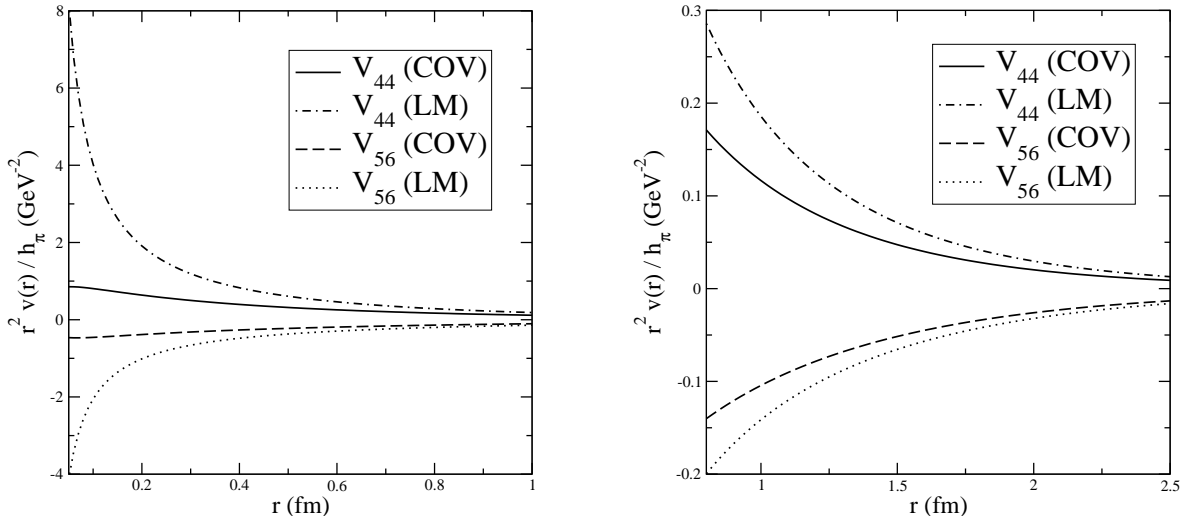 8
6
4
2
0
-2
-4
r² v(r) / h_π (GeV⁻²)
V₄₄ (COV)
V₄₄ (LM)
V₅₆ (COV)
V₅₆ (LM)
0.2 0.4 0.6 0.8 1
r (fm)
0.3
0.2
0.1
0
-0.1
-0.2
r² v(r) / h_π (GeV⁻²)
V₄₄ (COV)
V₄₄ (LM)
V₅₆ (COV)
V₅₆ (LM)
1 1.5 2 2.5
r (fm)